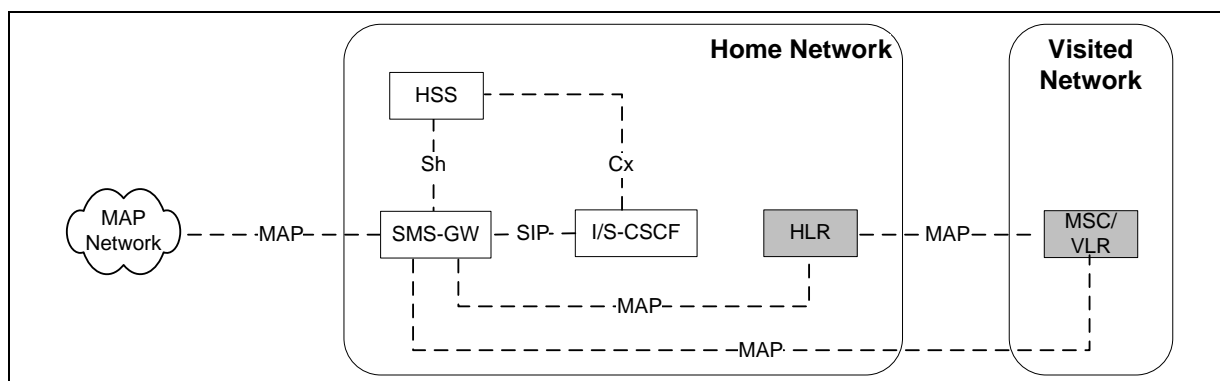 Home Network
Visited
Network
HSS
Sh
Cx
MAP
Network
MAP
SMS-GW
SIP
I/S-CSCF
HLR
MAP
MSC/
VLR
MAP
MAP